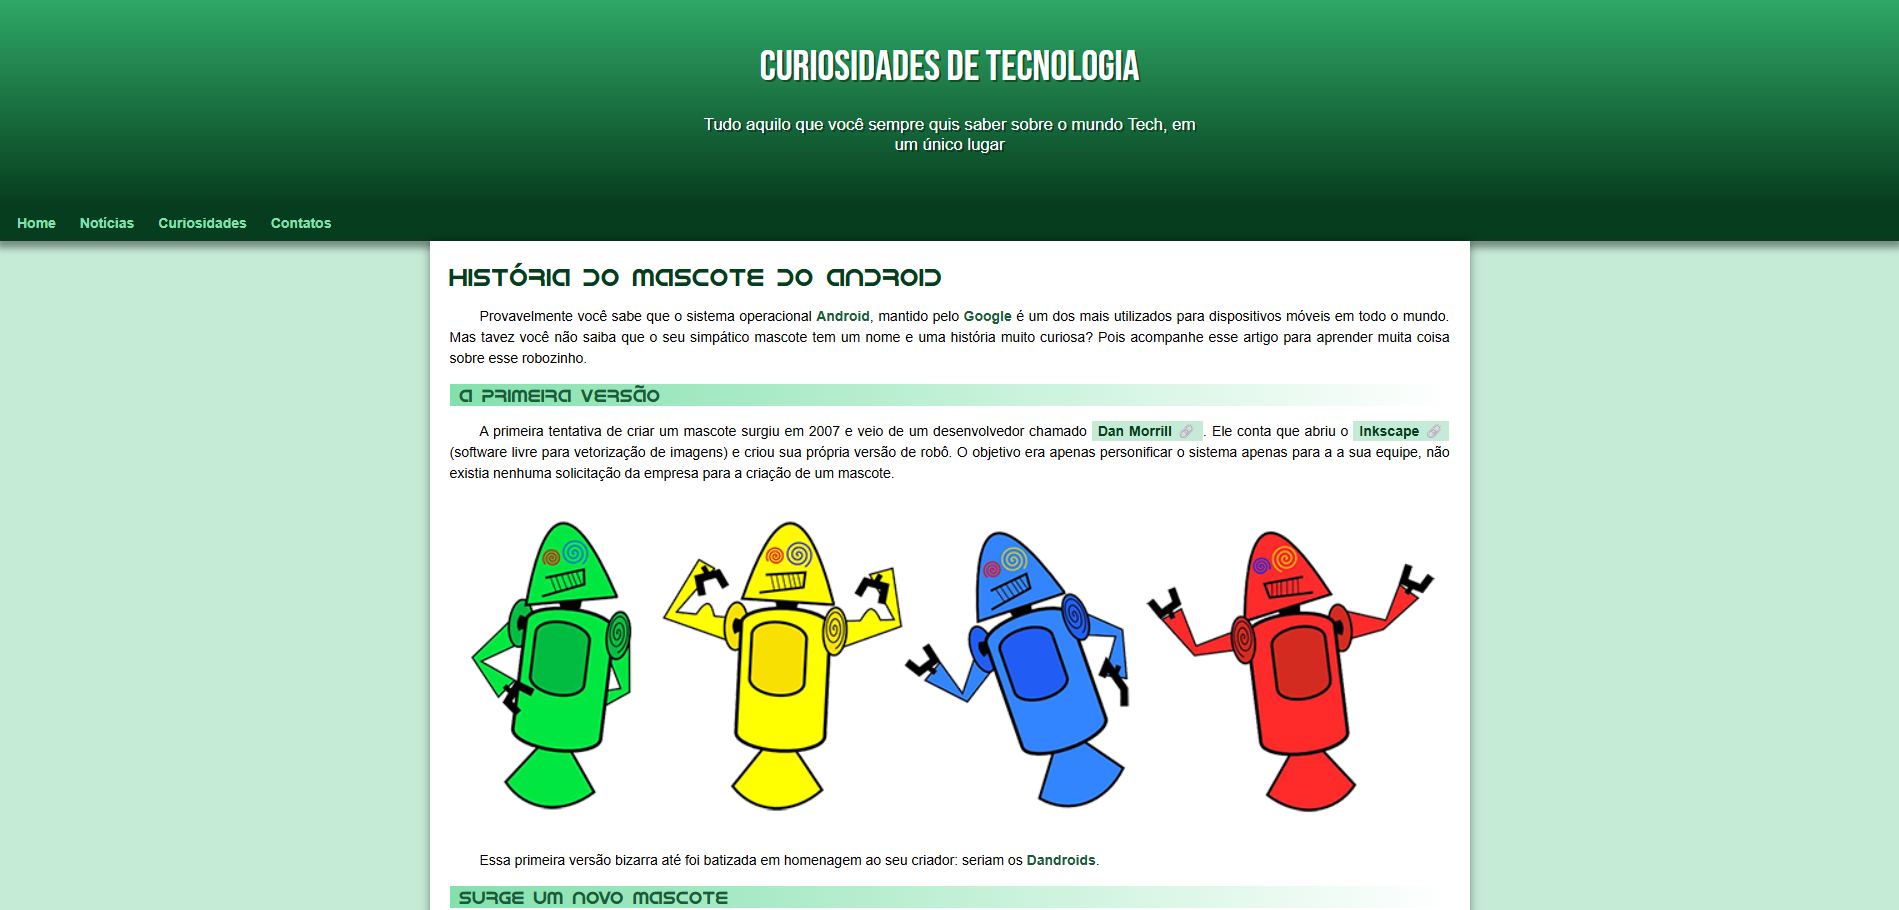 CURIOSIDADES DE TECNOLOGIA
Tudo aquilo que você sempre quis saber sobre o mundo Tech, em
um único lugar
Home Notícias Curiosidades Contatos
HISTÓRIA DO MASCOTE DO ANDROID
Provavelmente você sabe que o sistema operacional Android, mantido pelo Google é um dos mais utilizados para dispositivos móveis em todo o mundo.
Mas tavez você não saiba que o seu simpático mascote tem um nome e uma história muito curiosa? Pois acompanhe esse artigo para aprender muita coisa
sobre esse robozinho.
A PRIMEIRA VERSÃO
A primeira tentativa de criar um mascote surgiu em 2007 e veio de um desenvolvedor chamado Dan Morrill 🔗. Ele conta que abriu o Inkscape 🔗
(software livre para vetorização de imagens) e criou sua própria versão de robô. O objetivo era apenas personificar o sistema apenas para a a sua equipe, não
existia nenhuma solicitação da empresa para a criação de um mascote.
Essa primeira versão bizarra até foi batizada em homenagem ao seu criador: seriam os Dandroids.
SURGE UM NOVO MASCOTE